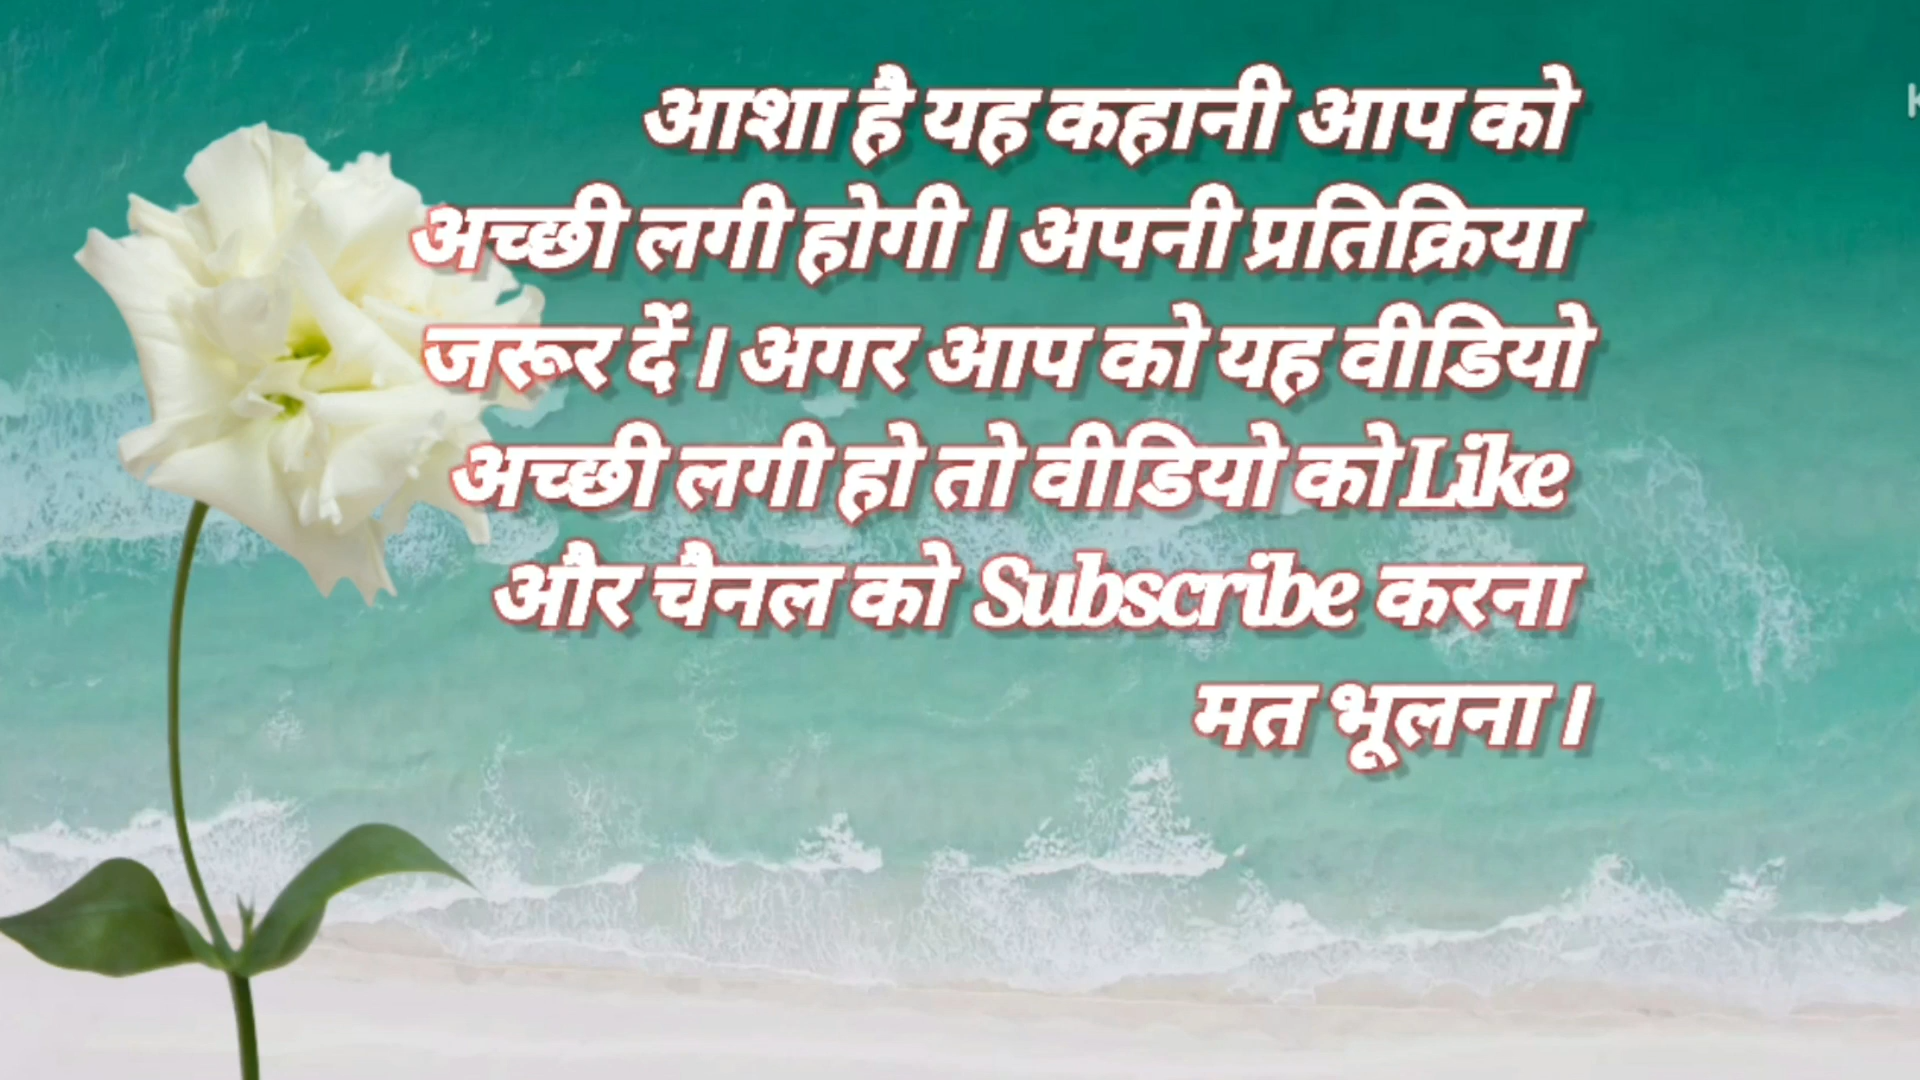 आशा है यह कहानी आप को
अच्छी लगी होगी । अपनी प्रतिक्रिया
जरूर दें । अगर आप को यह वीडियो
अच्छी लगी हो तो वीडियो को Like
और चैनल को Subscribe करना
मत भूलना ।